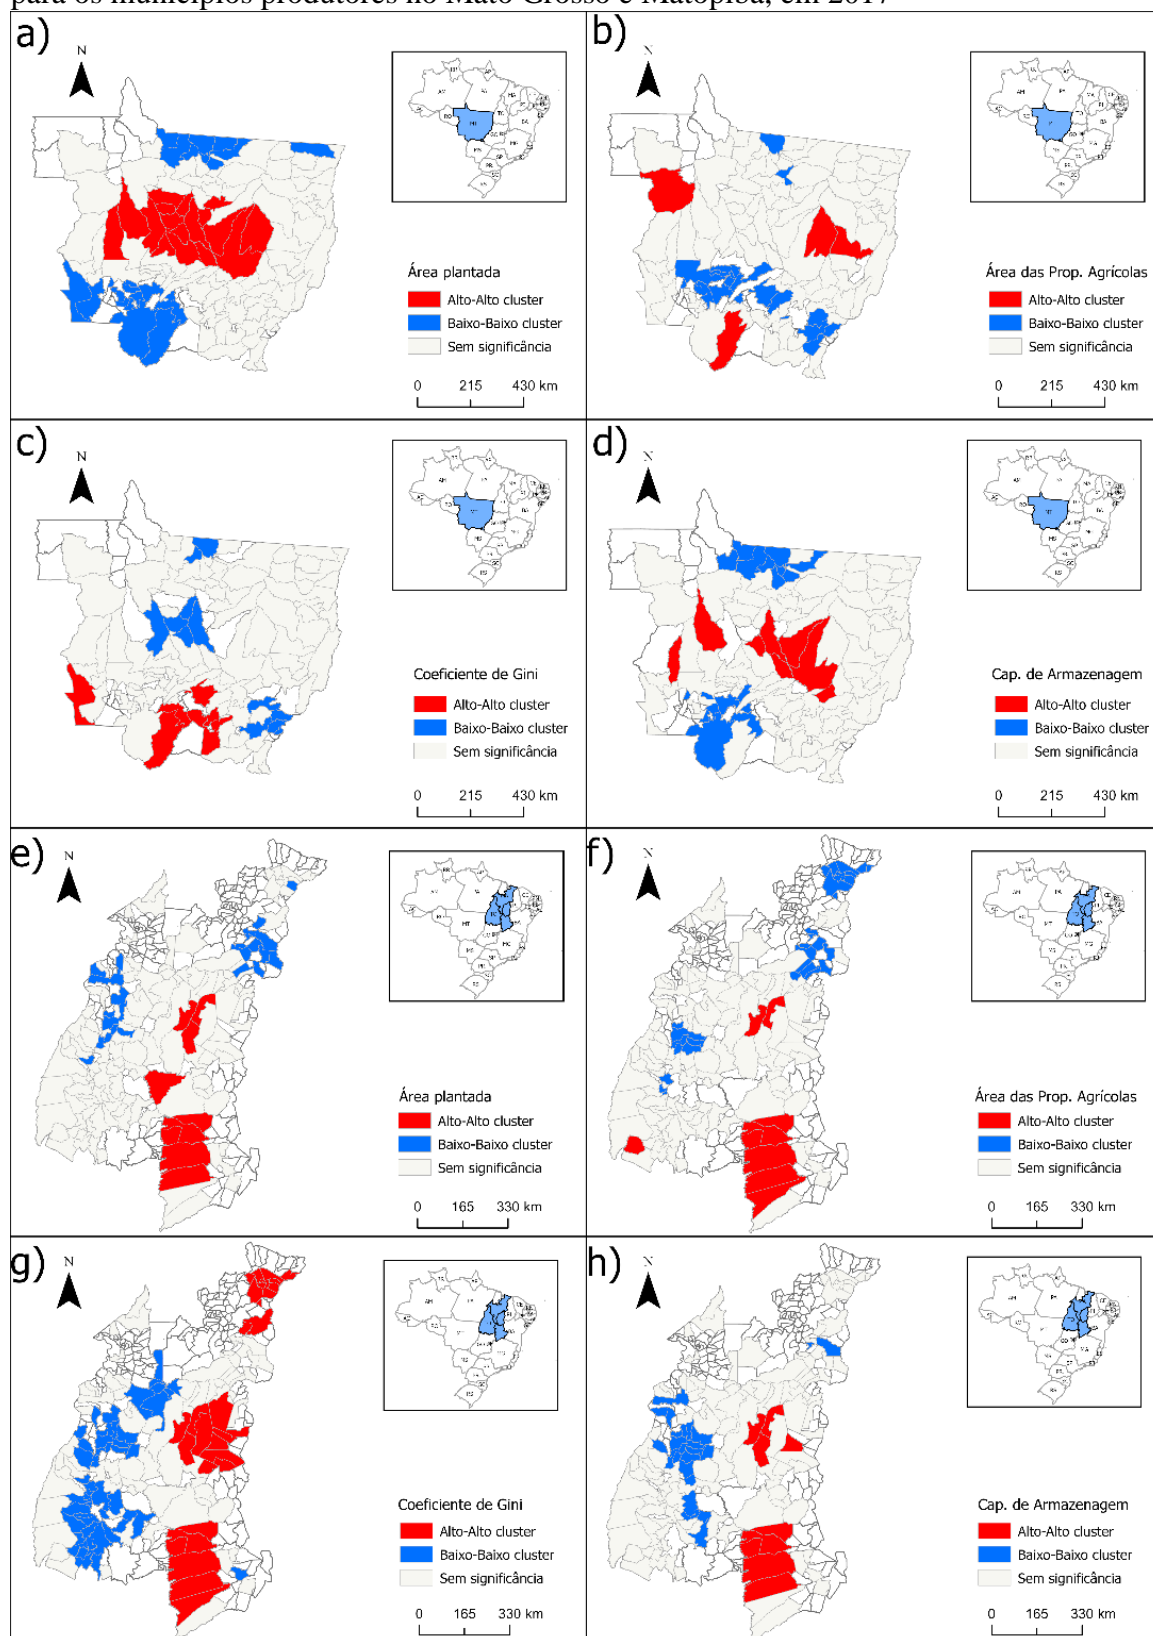 para os municípios produtores no Mato Grosso e Matopiba, em 2017
a)
N
Área plantada
Alto-Alto cluster
Baixo-Baixo cluster
Sem significância
0 215 430 km
b)
N
Área das Prop. Agrícolas
Alto-Alto cluster
Baixo-Baixo cluster
Sem significância
0 215 430 km
c)
N
Coeficiente de Gini
Alto-Alto cluster
Baixo-Baixo cluster
Sem significância
0 215 430 km
d)
N
Cap. de Armazenagem
Alto-Alto cluster
Baixo-Baixo cluster
Sem significância
0 215 430 km
e)
N
Área plantada
Alto-Alto cluster
Baixo-Baixo cluster
Sem significância
0 165 330 km
f)
N
Área das Prop. Agrícolas
Alto-Alto cluster
Baixo-Baixo cluster
Sem significância
0 165 330 km
g)
N
Coeficiente de Gini
Alto-Alto cluster
Baixo-Baixo cluster
Sem significância
0 165 330 km
h)
N
Cap. de Armazenagem
Alto-Alto cluster
Baixo-Baixo cluster
Sem significância
0 165 330 km